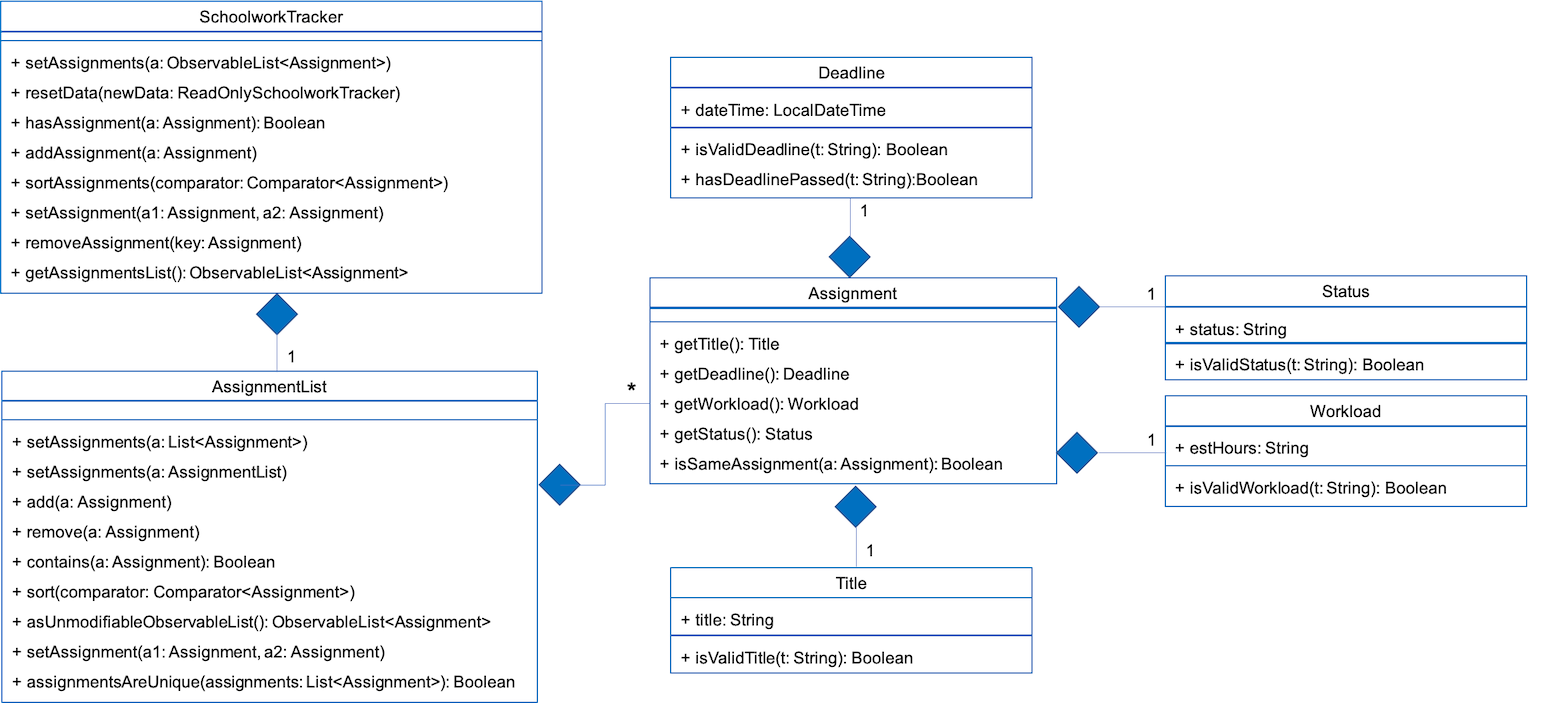 SchoolworkTracker
+ setAssignments(a: ObservableList<Assignment>)
+ resetData(newData: ReadOnlySchoolworkTracker)
+ hasAssignment(a: Assignment): Boolean
+ addAssignment(a: Assignment)
+ sortAssignments(comparator: Comparator<Assignment>)
+ setAssignment(a1: Assignment, a2: Assignment)
+ removeAssignment(key: Assignment)
+ getAssignmentsList(): ObservableList<Assignment>
1
AssignmentList
+ setAssignments(a: List<Assignment>)
+ setAssignments(a: AssignmentList)
+ add(a: Assignment)
+ remove(a: Assignment)
+ contains(a: Assignment): Boolean
+ sort(comparator: Comparator<Assignment>)
+ asUnmodifiableObservableList(): ObservableList<Assignment>
+ setAssignment(a1: Assignment, a2: Assignment)
+ assignmentsAreUnique(assignments: List<Assignment>): Boolean
*
Deadline
+ dateTime: LocalDateTime
+ isValidDeadline(t: String): Boolean
+ hasDeadlinePassed(t: String):Boolean
1
Assignment
+ getTitle(): Title
+ getDeadline(): Deadline
+ getWorkload(): Workload
+ getStatus(): Status
+ isSameAssignment(a: Assignment): Boolean
1
Title
+ title: String
+ isValidTitle(t: String): Boolean
1
Status
+ status: String
+ isValidStatus(t: String): Boolean
1
Workload
+ estHours: String
+ isValidWorkload(t: String): Boolean